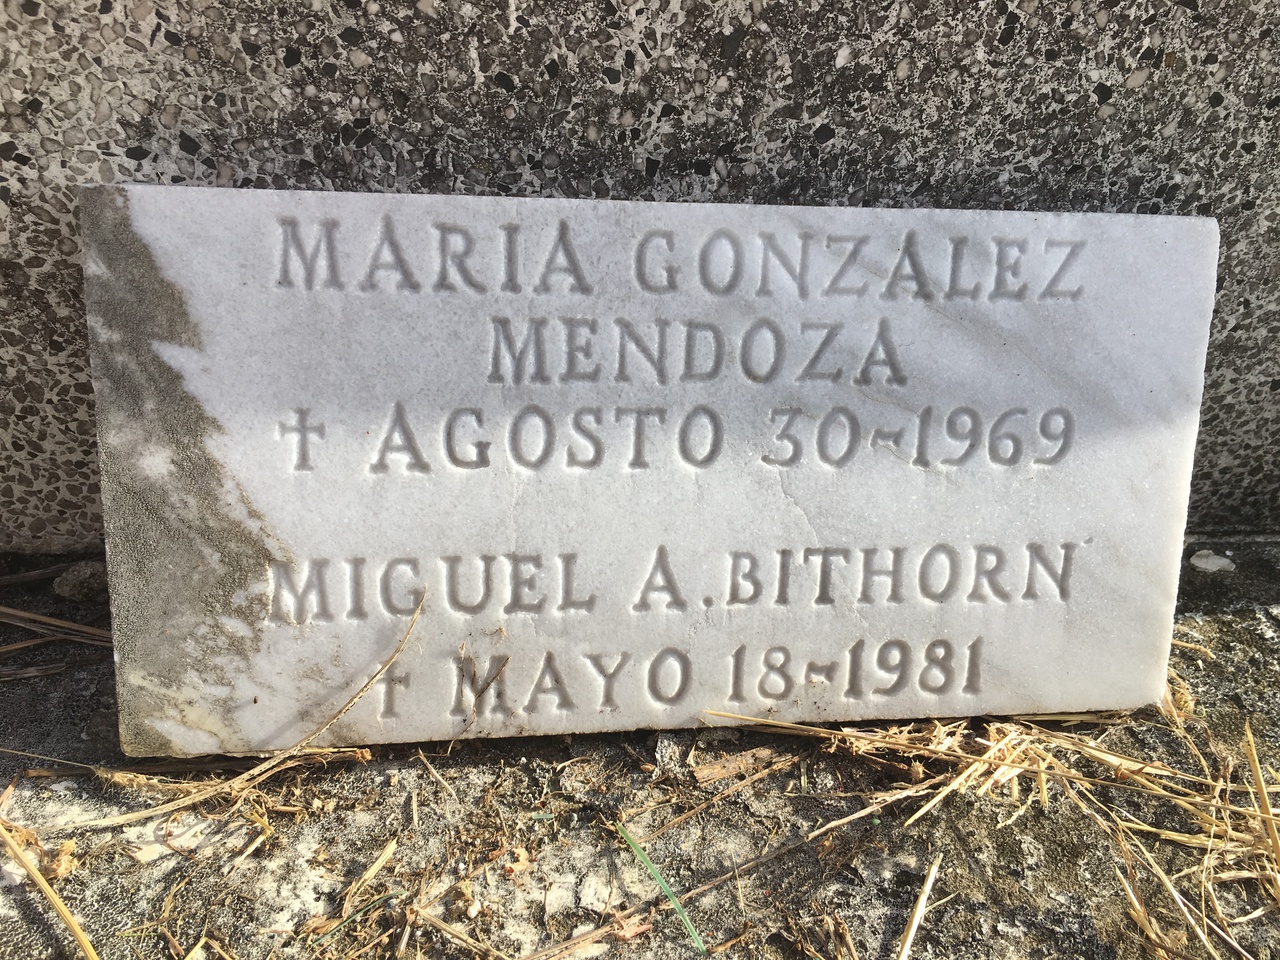 MARIA GONZALEZ
MENDOZA
† AGOSTO 30-1969
MIGUEL A. BITHORN
† MAYO 18-1981